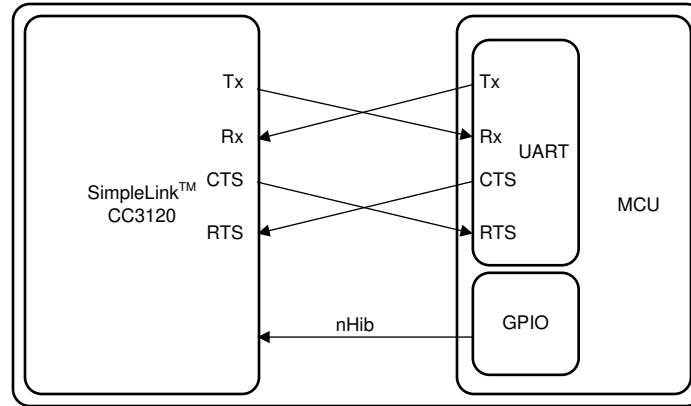 Tx
Rx
CTS
RTS
SimpleLink™
CC3120
Tx
Rx
CTS
RTS
UART
MCU
nHib
GPIO